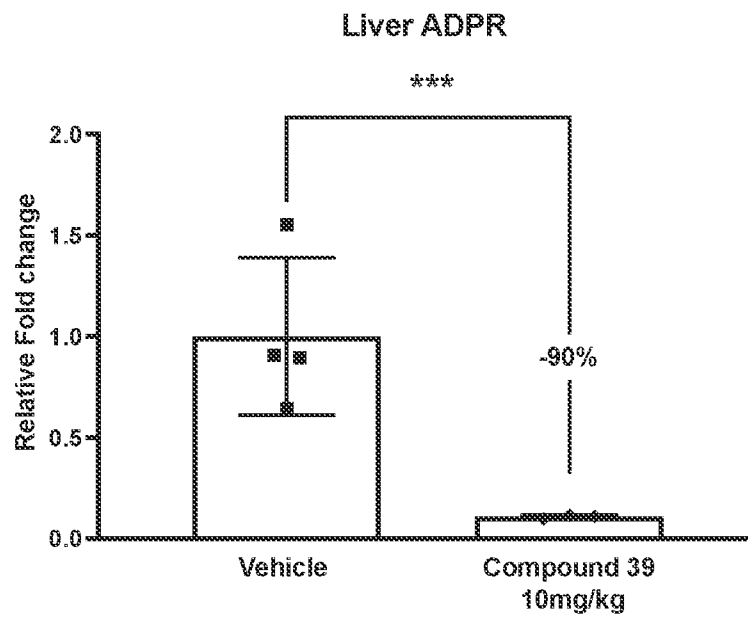 Liver ADPR
***
2.0
1.5
1.0
0.5
0.0
Relative Fold change
-90%
Vehicle
Compound 39
10mg/kg